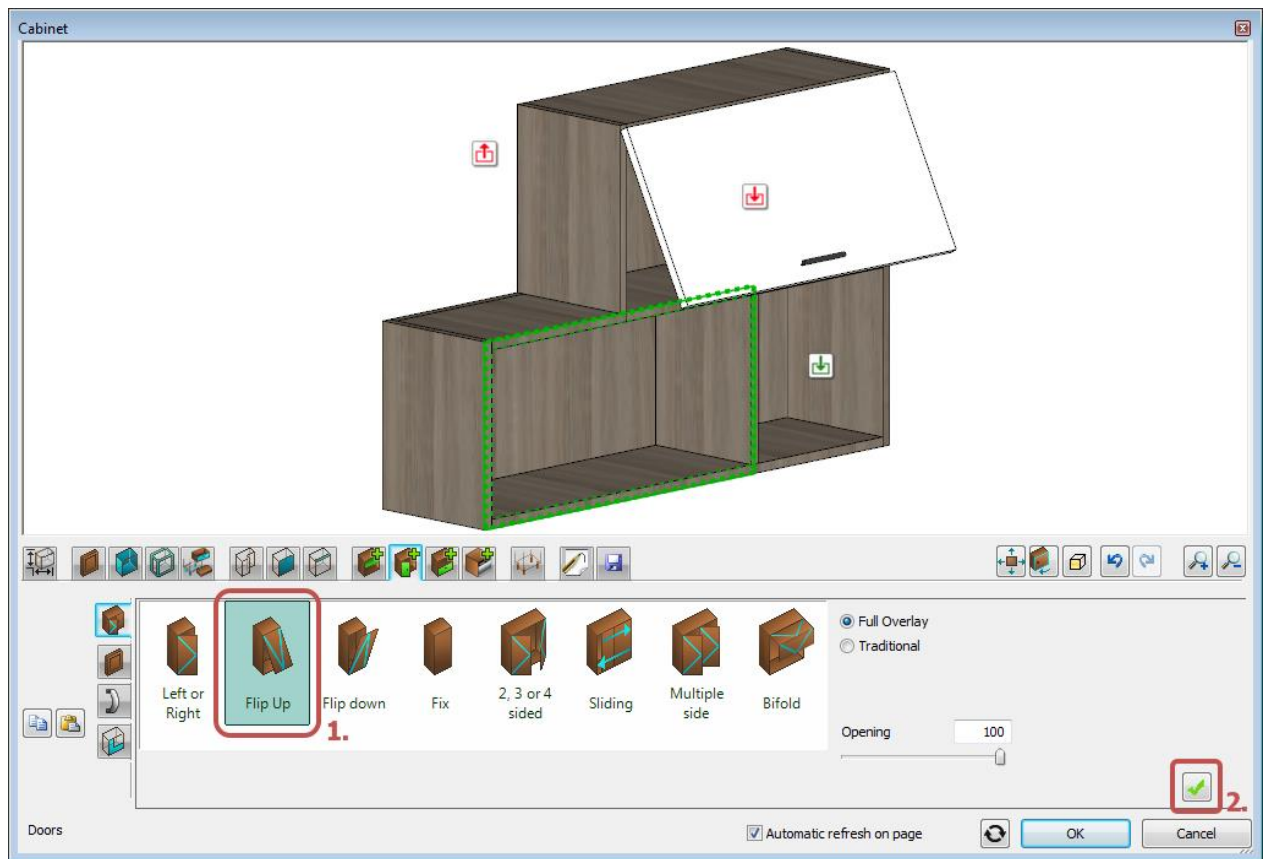 Cabinet
Full Overlay
Traditional
Left or
Right
Flip Up
Flip down
Fix
2, 3 or 4
sided
Sliding
Multiple
side
Bifold
1.
Opening
100
2.
Doors
Automatic refresh on page
OK
Cancel